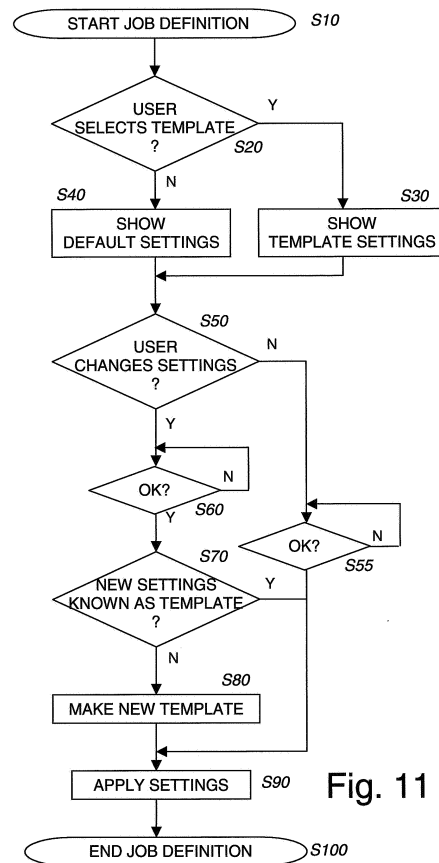 START JOB DEFINITION
S10
USER
SELECTS TEMPLATE
?
Y
S20
N
S40
SHOW
DEFAULT SETTINGS
S30
SHOW
TEMPLATE SETTINGS
S50
USER
CHANGES SETTINGS
?
N
Y
OK?
N
S60
Y
OK?
N
S55
S70
NEW SETTINGS
KNOWN AS TEMPLATE
?
Y
N
S80
MAKE NEW TEMPLATE
APPLY SETTINGS
S90
Fig. 11
END JOB DEFINITION
S100